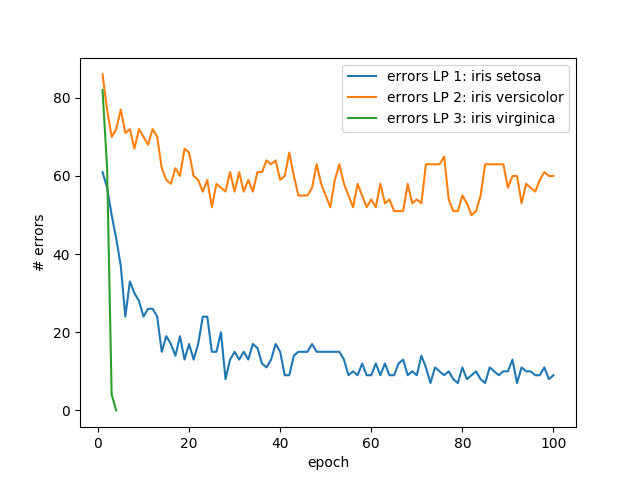 errors LP 1: iris setosa
errors LP 2: iris versicolor
errors LP 3: iris virginica
80
60
40
20
0
# errors
0 20 40 60 80 100
epoch